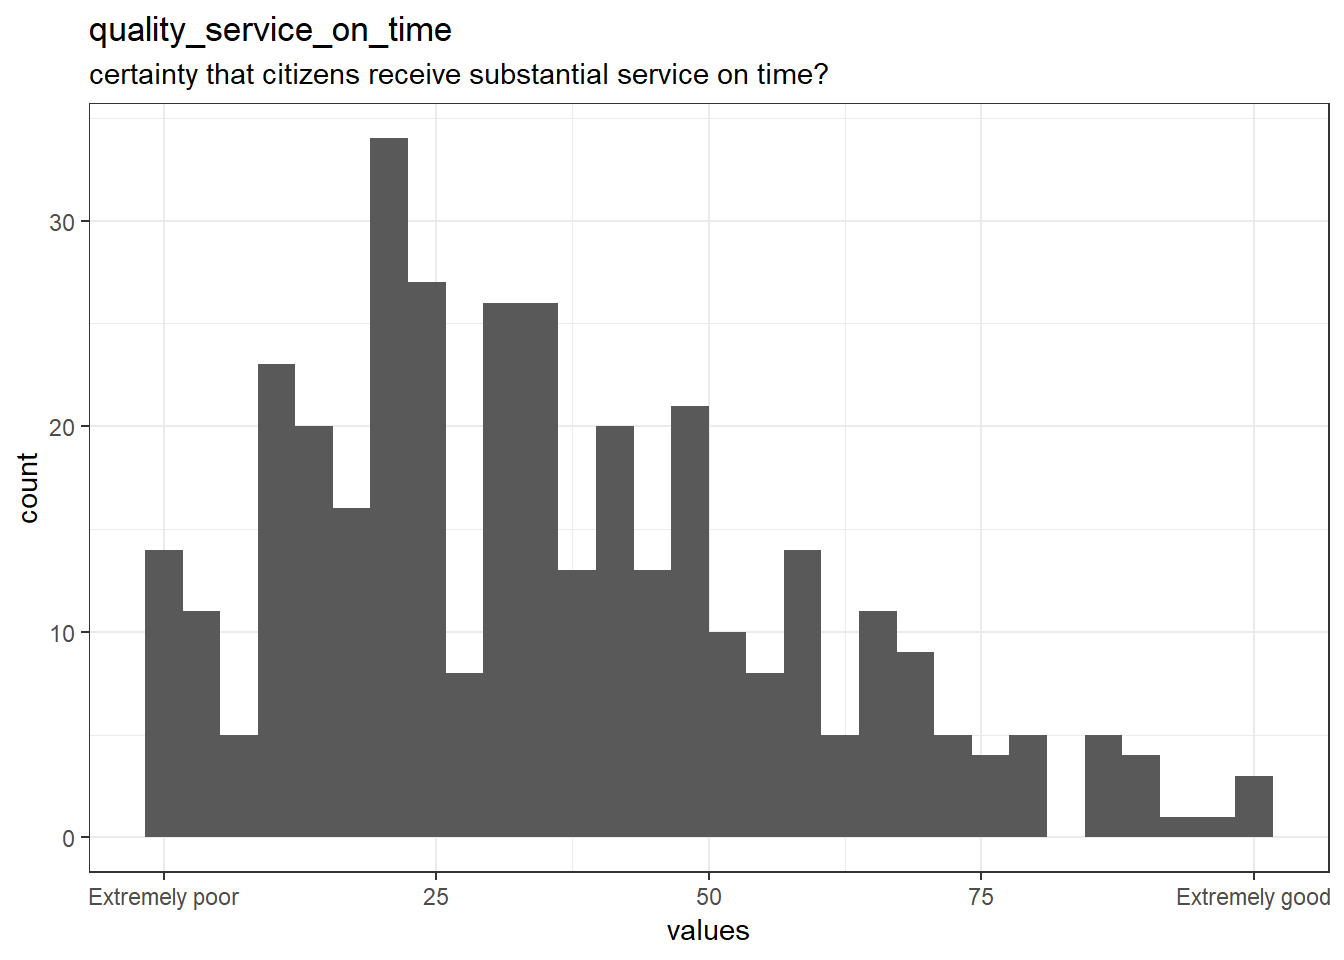 quality_service_on_time
certainty that citizens receive substantial service on time?
30
20
10
0
count
Extremely poor 25 50 75 Extremely good
values